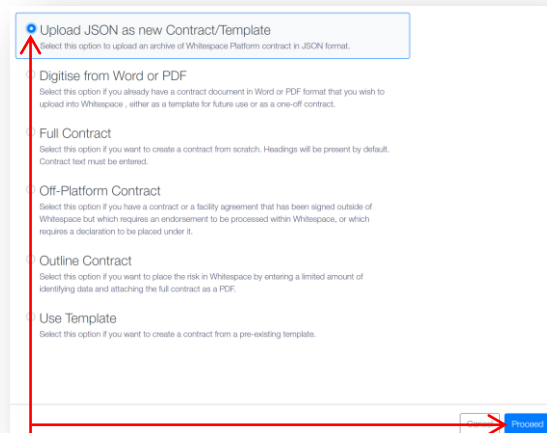 Upload JSON as new Contract/Template
Select this option to upload an archive of Whitespace Platform contract in JSON format.
Digitise from Word or PDF
Select this option if you already have a contract document in Word or PDF format that you wish to
upload into Whitespace , either as a template for future use or as a one-off contract.
Full Contract
Select this option if you want to create a contract from scratch. Headings will be present by default.
Contract text must be entered.
Off-Platform Contract
Select this option if you have a contract or a facility agreement that has been signed outside of
Whitespace but which requires an endorsement to be processed within Whitespace, or which
requires a declaration to be placed under it.
Outline Contract
Select this option if you want to place the risk in Whitespace by entering a limited amount of
identifying data and attaching the full contract as a PDF.
Use Template
Select this option if you want to create a contract from a pre-existing template.
Cancel Proceed